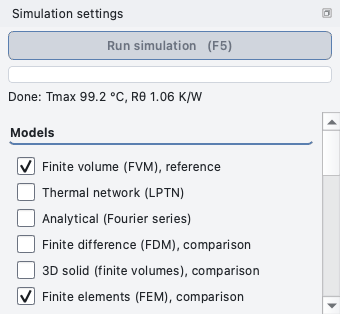 Simulation settings
Run simulation (F5)
Done: Tmax 99.2 °C, Rθ 1.06 K/W
Models
Finite volume (FVM), reference
Thermal network (LPTN)
Analytical (Fourier series)
Finite difference (FDM), comparison
3D solid (finite volumes), comparison
Finite elements (FEM), comparison